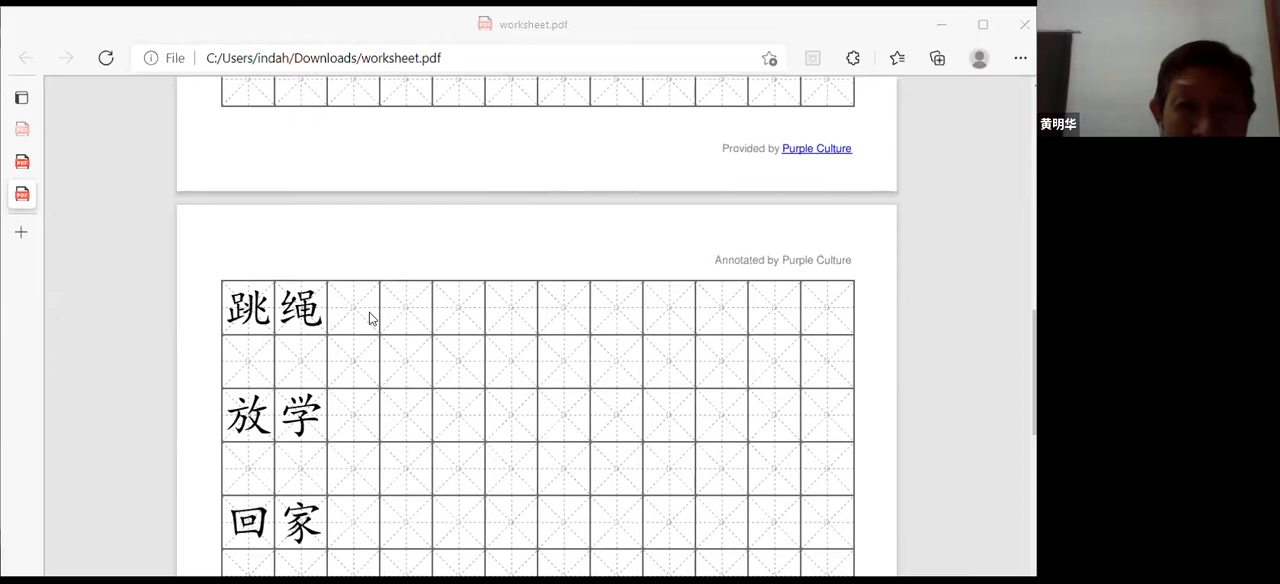 worksheet.pdf
File C:/Users/indah/Downloads/worksheet.pdf
黄明华
Provided by Purple Culture
Annotated by Purple Culture
跳绳
放学
回家